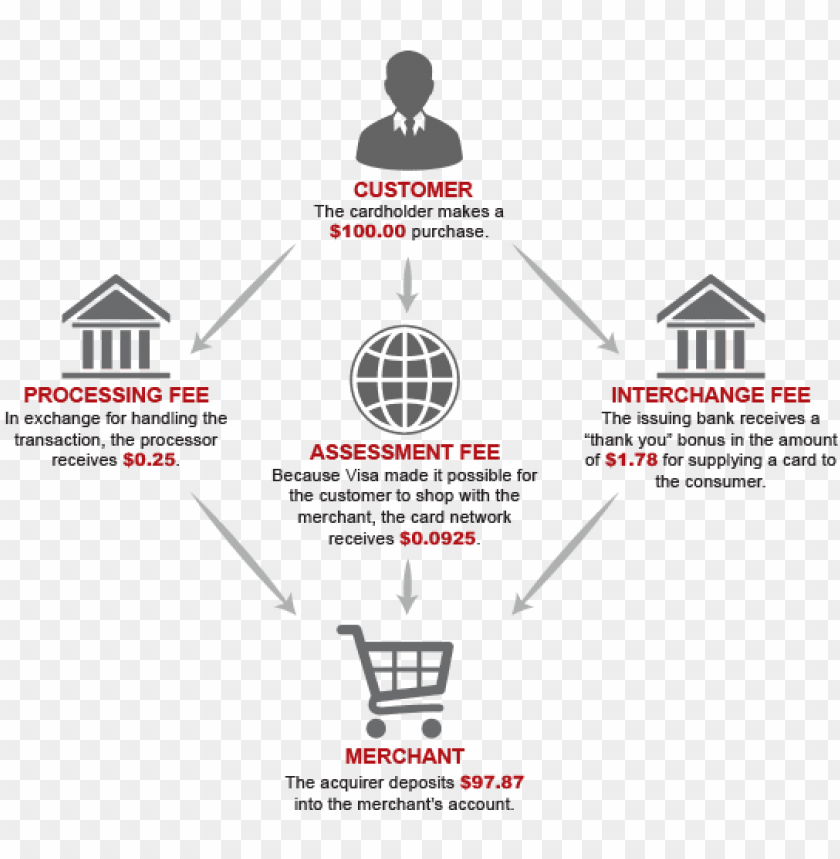 CUSTOMER
The cardholder makes a
$100.00 purchase.
PROCESSING FEE
In exchange for handling the
transaction, the processor
receives $0.25.
ASSESSMENT FEE
Because Visa made it possible for
the customer to shop with the
merchant, the card network
receives $0.0925.
INTERCHANGE FEE
The issuing bank receives a
“thank you” bonus in the amount
of $1.78 for supplying a card to
the consumer.
MERCHANT
The acquirer deposits $97.87
into the merchant's account.